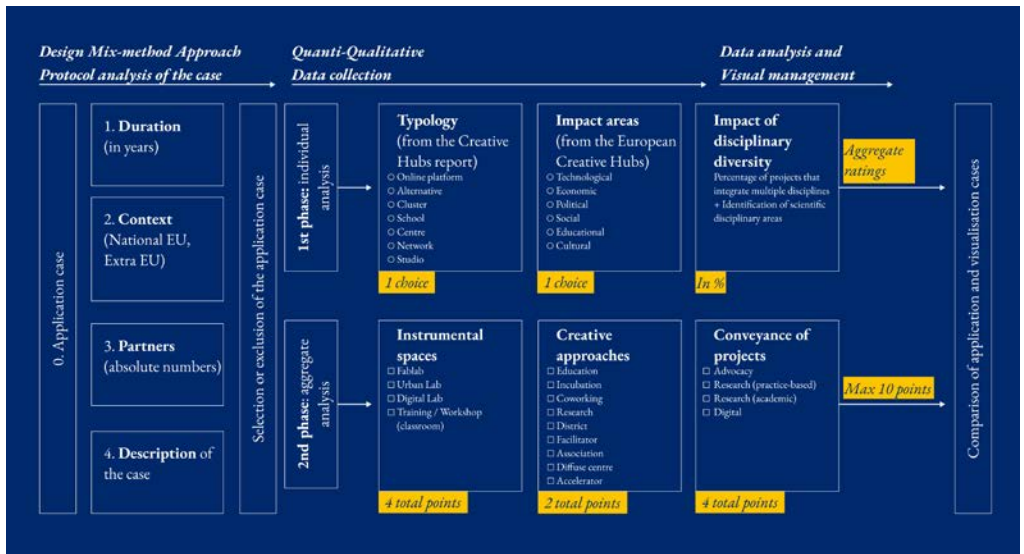 Design Mix-method Approach
Protocol analysis of the case
Quanti-Qualitative
Data collection
Data analysis and
Visual management
0. Application case
1. Duration
(in years)
2. Context
(National EU,
Extra EU)
3. Partners
(absolute numbers)
4. Description of
the case
Selection or exclusion of the application case
1st phase: individual
analysis
Typology
(from the Creative
Hubs report)
○ Online platform
○ Alternative
○ Cluster
○ School
○ Centre
○ Network
○ Studio
1 choice
Impact areas
(from the European
Creative Hubs)
○ Technological
○ Economic
○ Political
○ Social
○ Educational
○ Cultural
1 choice
Impact of
disciplinary
diversity
Percentage of projects that
integrate multiple disciplines
+ Identification of scientific
disciplinary areas
In %
Aggregate
ratings
2nd phase: aggregate
analysis
Instrumental
spaces
□ Fablab
□ Urban Lab
□ Digital Lab
□ Training / Workshop
(classroom)
4 total points
Creative
approaches
□ Education
□ Incubation
□ Coworking
□ Research
□ District
□ Facilitator
□ Association
□ Diffuse centre
□ Accelerator
2 total points
Conveyance of
projects
□ Advocacy
□ Research (practice-based)
□ Research (academic)
□ Digital
4 total points
Max 10 points
Comparison of application and visualisation cases